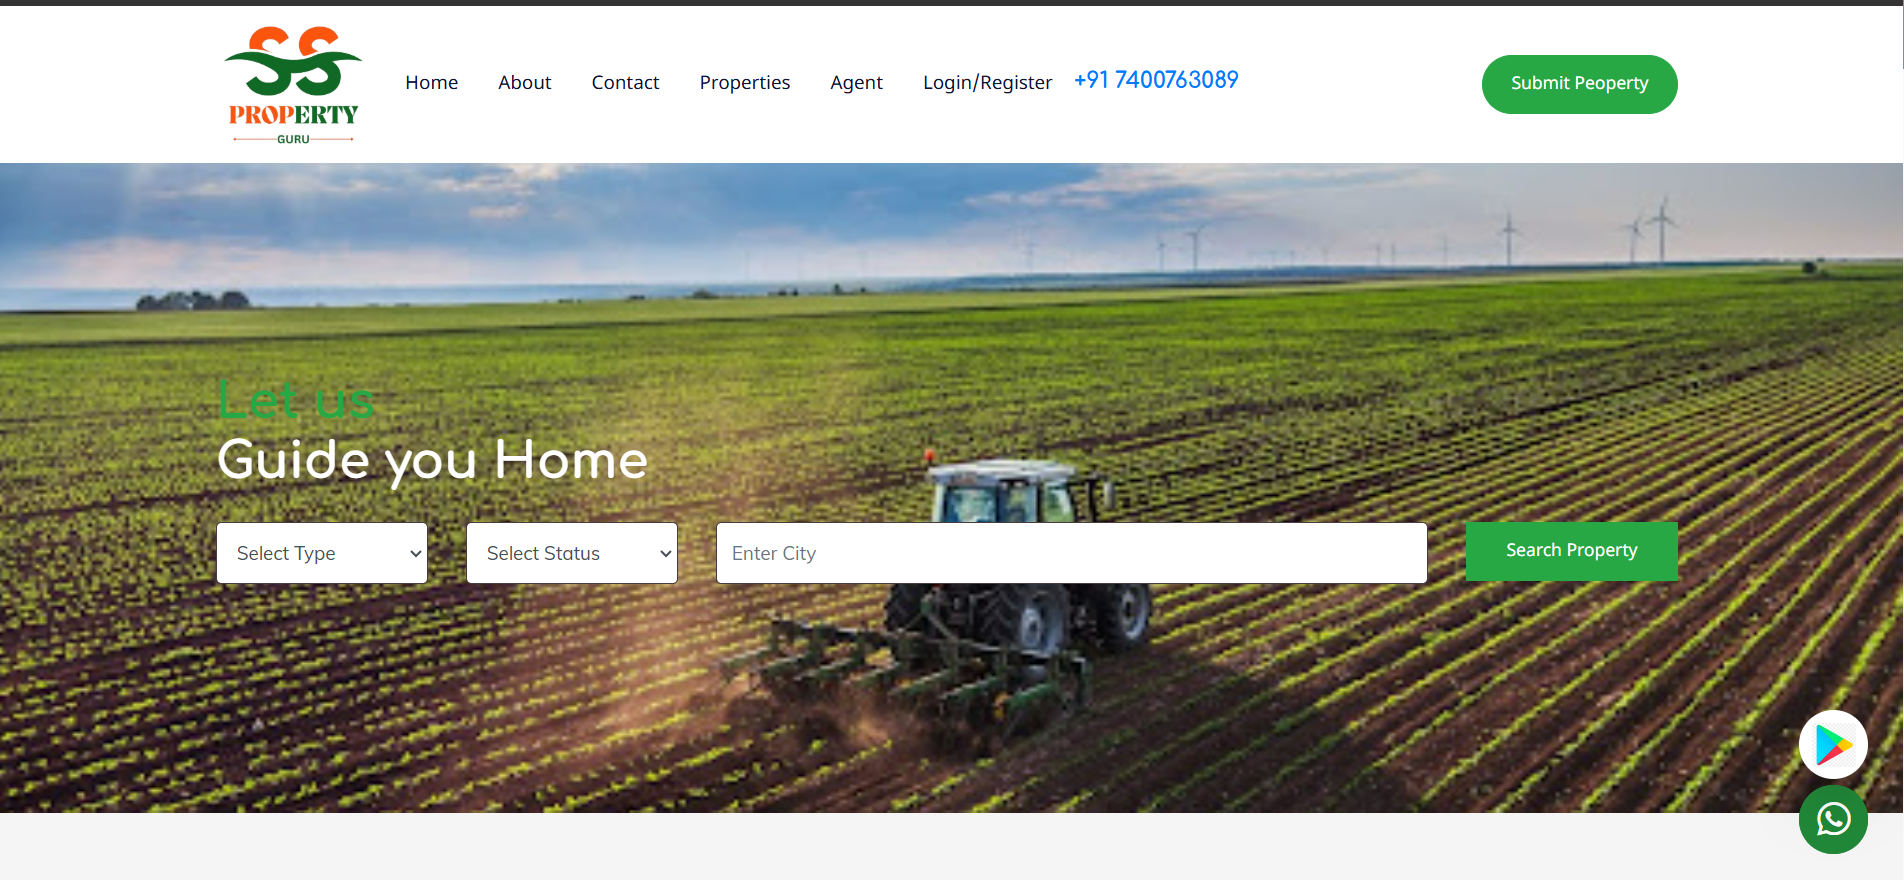 SS
PROPERTY
GURU
Home About Contact Properties Agent Login/Register +91 7400763089
Submit Peoperty
Let us
Guide you Home
Select Type Select Status Enter City Search Property